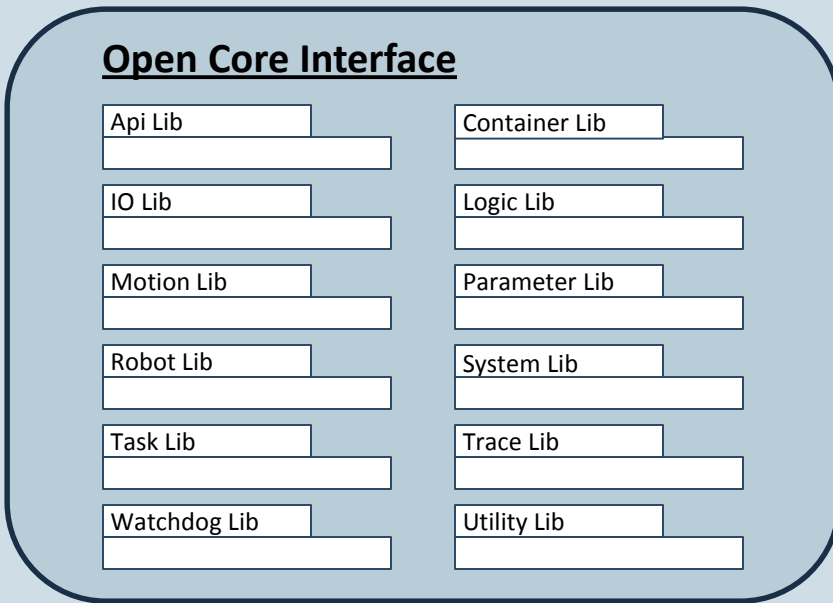 Open Core Interface
Api Lib
Container Lib
IO Lib
Logic Lib
Motion Lib
Parameter Lib
Robot Lib
System Lib
Task Lib
Trace Lib
Watchdog Lib
Utility Lib